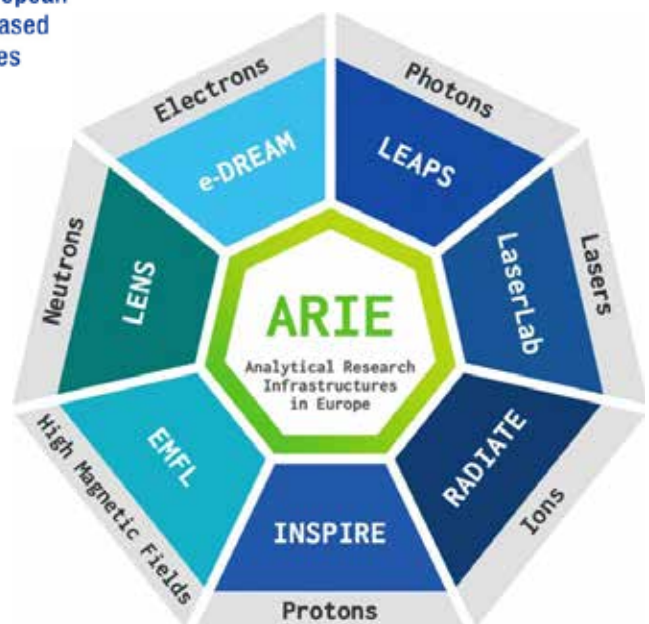 ased
es
Electrons
e-DREAM
Photons
LEAPS
Lasers
LaserLab
Ions
RADIATE
Protons
INSPIRE
High Magnetic Fields
EMFL
Neutrons
LENS
ARIE
Analytical Research
Infrastructures
in Europe